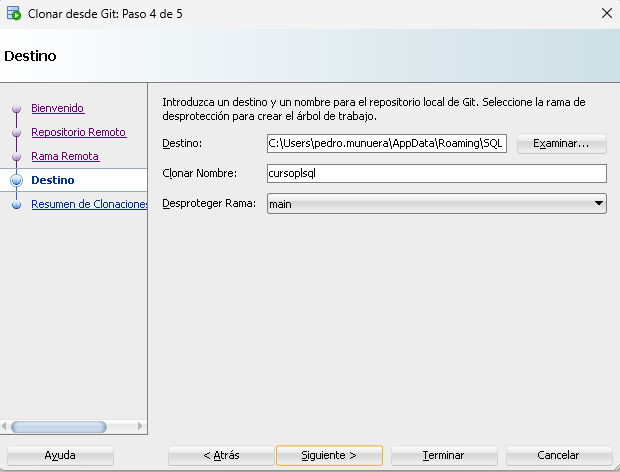 Clonar desde Git: Paso 4 de 5
Destino
Bienvenido
Repositorio Remoto
Rama Remota
Destino
Resumen de Clonaciones
Introduzca un destino y un nombre para el repositorio local de Git. Seleccione la rama de
desprotección para crear el árbol de trabajo.
Destino: C:\Users\pedro.munuera\AppData\Roaming\SQL Examinar...
Clonar Nombre: cursoplsql
Desproteger Rama: main
Ayuda < Atrás Siguiente > Terminar Cancelar